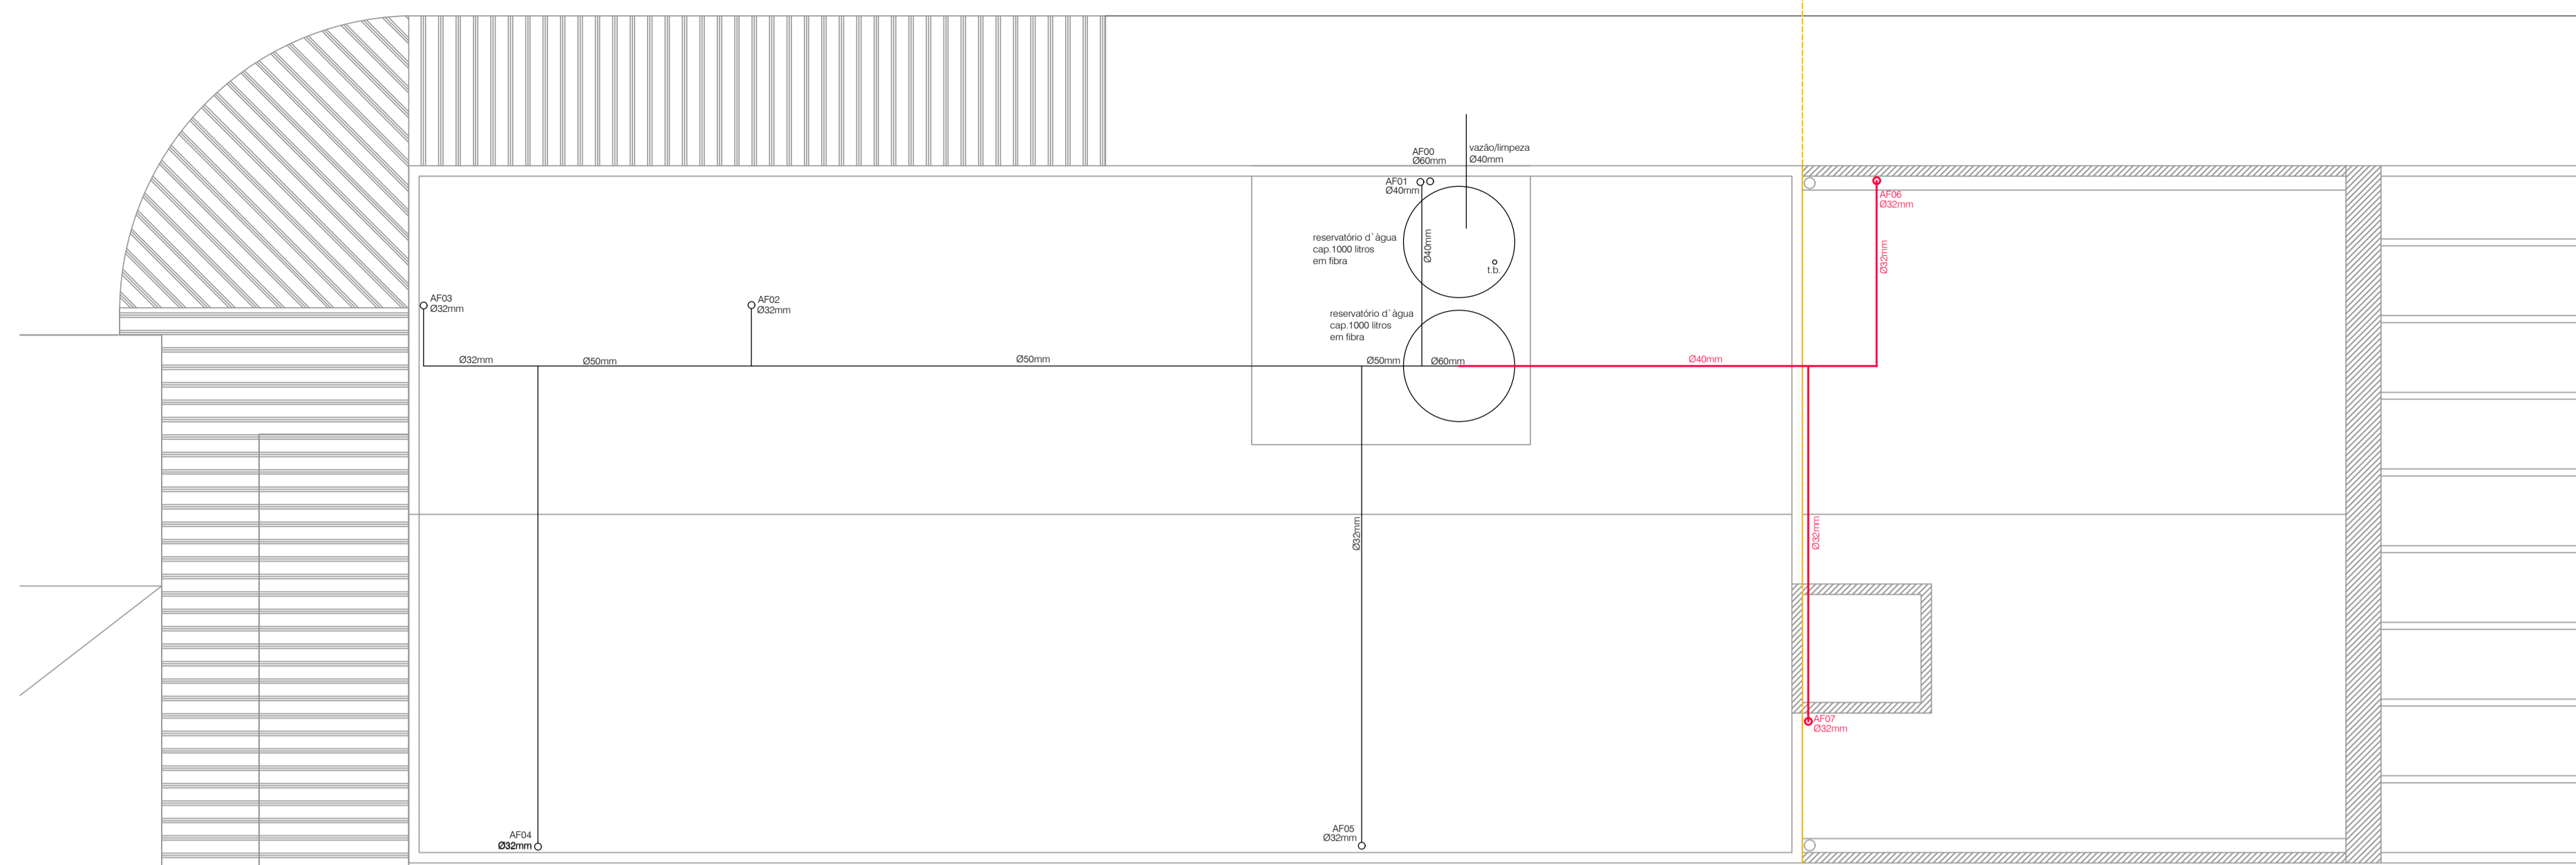 AF00
Ø60mm
vazão/limpeza
Ø40mm
AF01
Ø40mm
AF06
Ø32mm
reservatório d`àgua
cap.1000 litros
em fibra
Ø40mm
Ø32mm
t.b.
AF03
Ø32mm
AF02
Ø32mm
reservatório d`àgua
cap.1000 litros
em fibra
Ø32mm
Ø50mm
Ø50mm
Ø50mm
Ø60mm
Ø40mm
Ø32mm
Ø32mm
AF07
Ø32mm
AF04
Ø32mm
AF05
Ø32mm